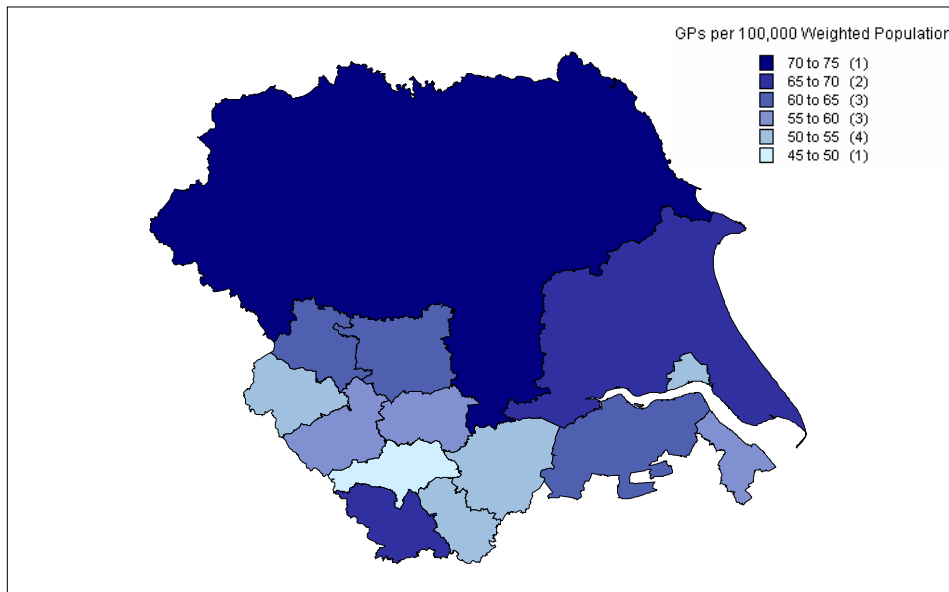 GPs per 100,000 Weighted Population
70 to 75 (1)
65 to 70 (2)
60 to 65 (3)
55 to 60 (3)
50 to 55 (4)
45 to 50 (1)